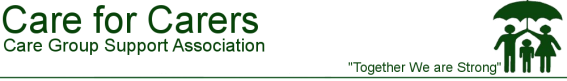 Care for Carers
Care Group Support Association
"Together We are Strong"